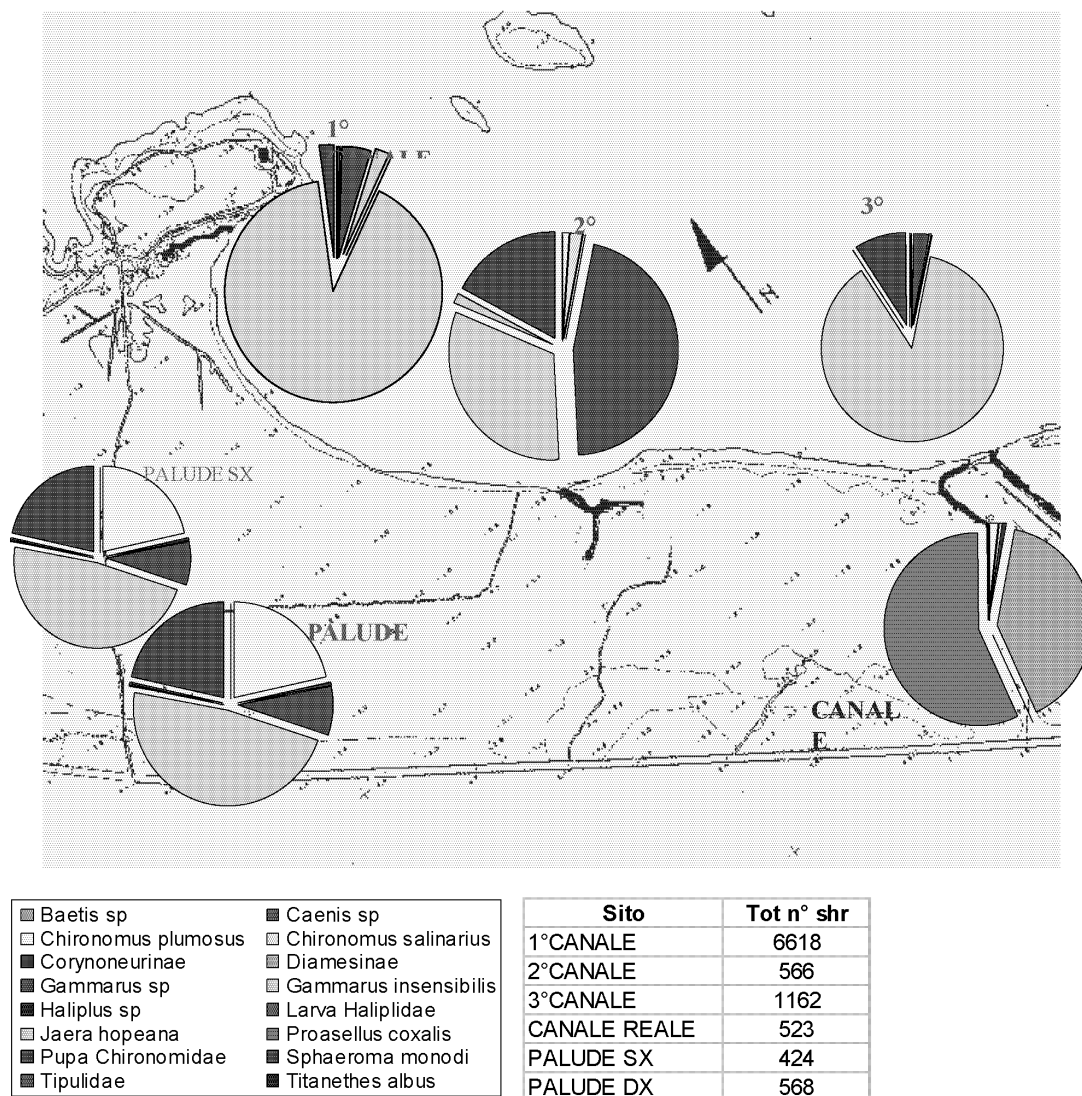 1°
2°
3°
PALUDE SX
PALUDE
CANAL
E
Baetis sp
Caenis sp
Chironomus plumosus
Chironomus salinarius
Corynoneurinae
Diamesinae
Gammarus sp
Gammarus insensibilis
Haliplus sp
Larva Haliplidae
Jaera hopeana
Proasellus coxalis
Pupa Chironomidae
Sphaeroma monodi
Tipulidae
Titanethes albus
Sito Tot n° shr
1°CANALE 6618
2°CANALE 566
3°CANALE 1162
CANALE REALE 523
PALUDE SX 424
PALUDE DX 568